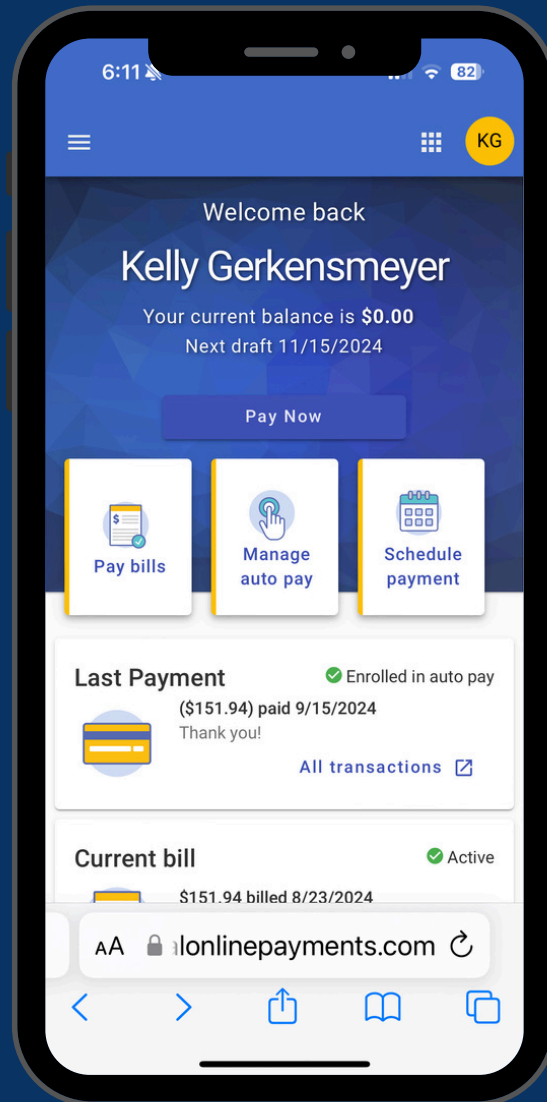 6:11
82
KG
Welcome back
Kelly Gerkensmeyer
Your current balance is $0.00
Next draft 11/15/2024
Pay Now
$
Pay bills
Manage
auto pay
Schedule
payment
Last Payment
Enrolled in auto pay
($151.94) paid 9/15/2024
Thank you!
All transactions
Current bill
Active
$151.94 billed 8/23/2024
AA
lonlinepayments.com